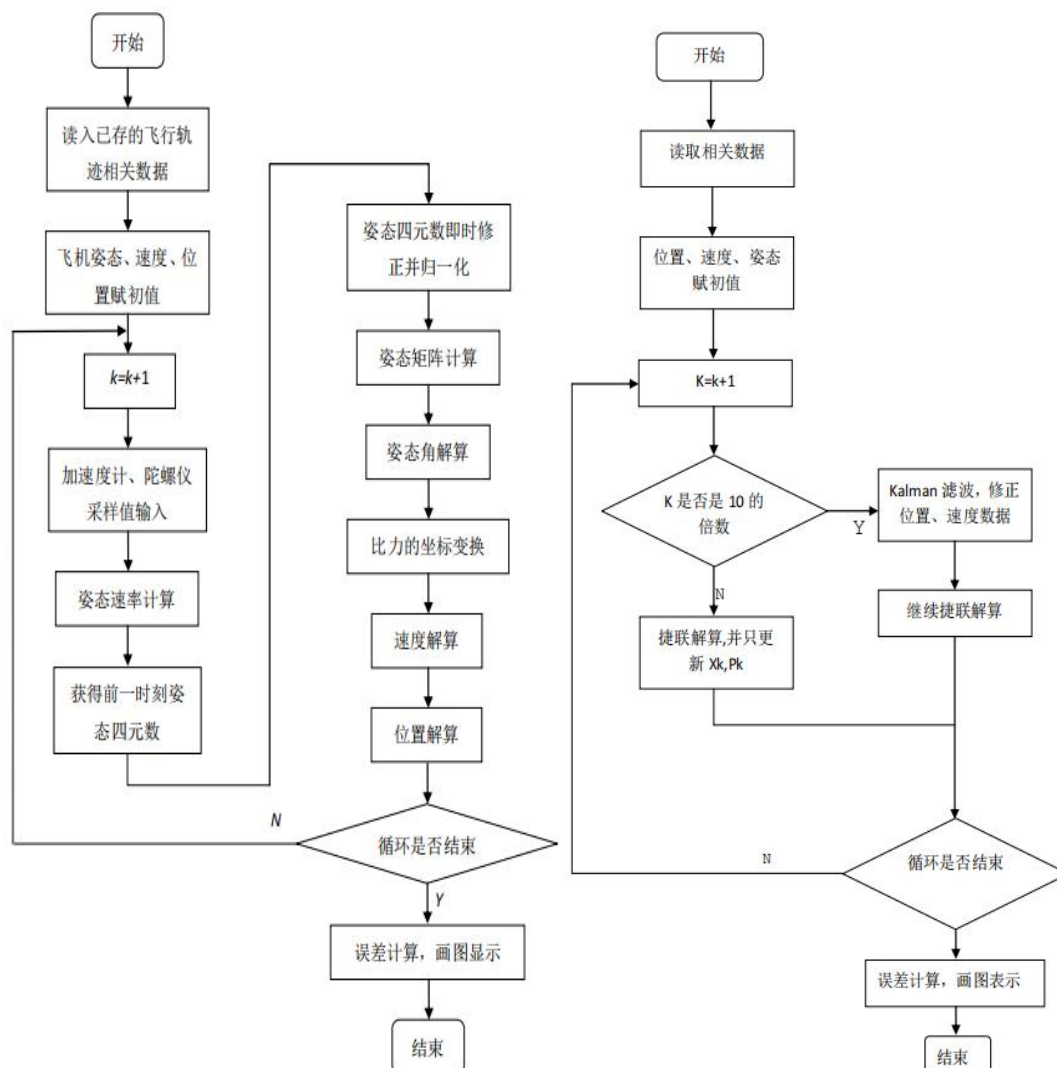 开始
读入已存的飞行轨
迹相关数据
飞机姿态、速度、位
置赋初值
k=k+1
加速度计、陀螺仪
采样值输入
姿态速率计算
获得前一时刻姿
态四元数
姿态四元数即时修
正并归一化
姿态矩阵计算
姿态角解算
比力的坐标变换
速度解算
位置解算
循环是否结束
N
Y
误差计算，画图显示
结束
开始
读取相关数据
位置、速度、姿态
赋初值
K=k+1
K 是否是 10 的
倍数
Y
N
Kalman 滤波，修正
位置、速度数据
继续捷联解算
捷联解算,并只更
新 Xk,Pk
循环是否结束
N
误差计算，画图表示
结束